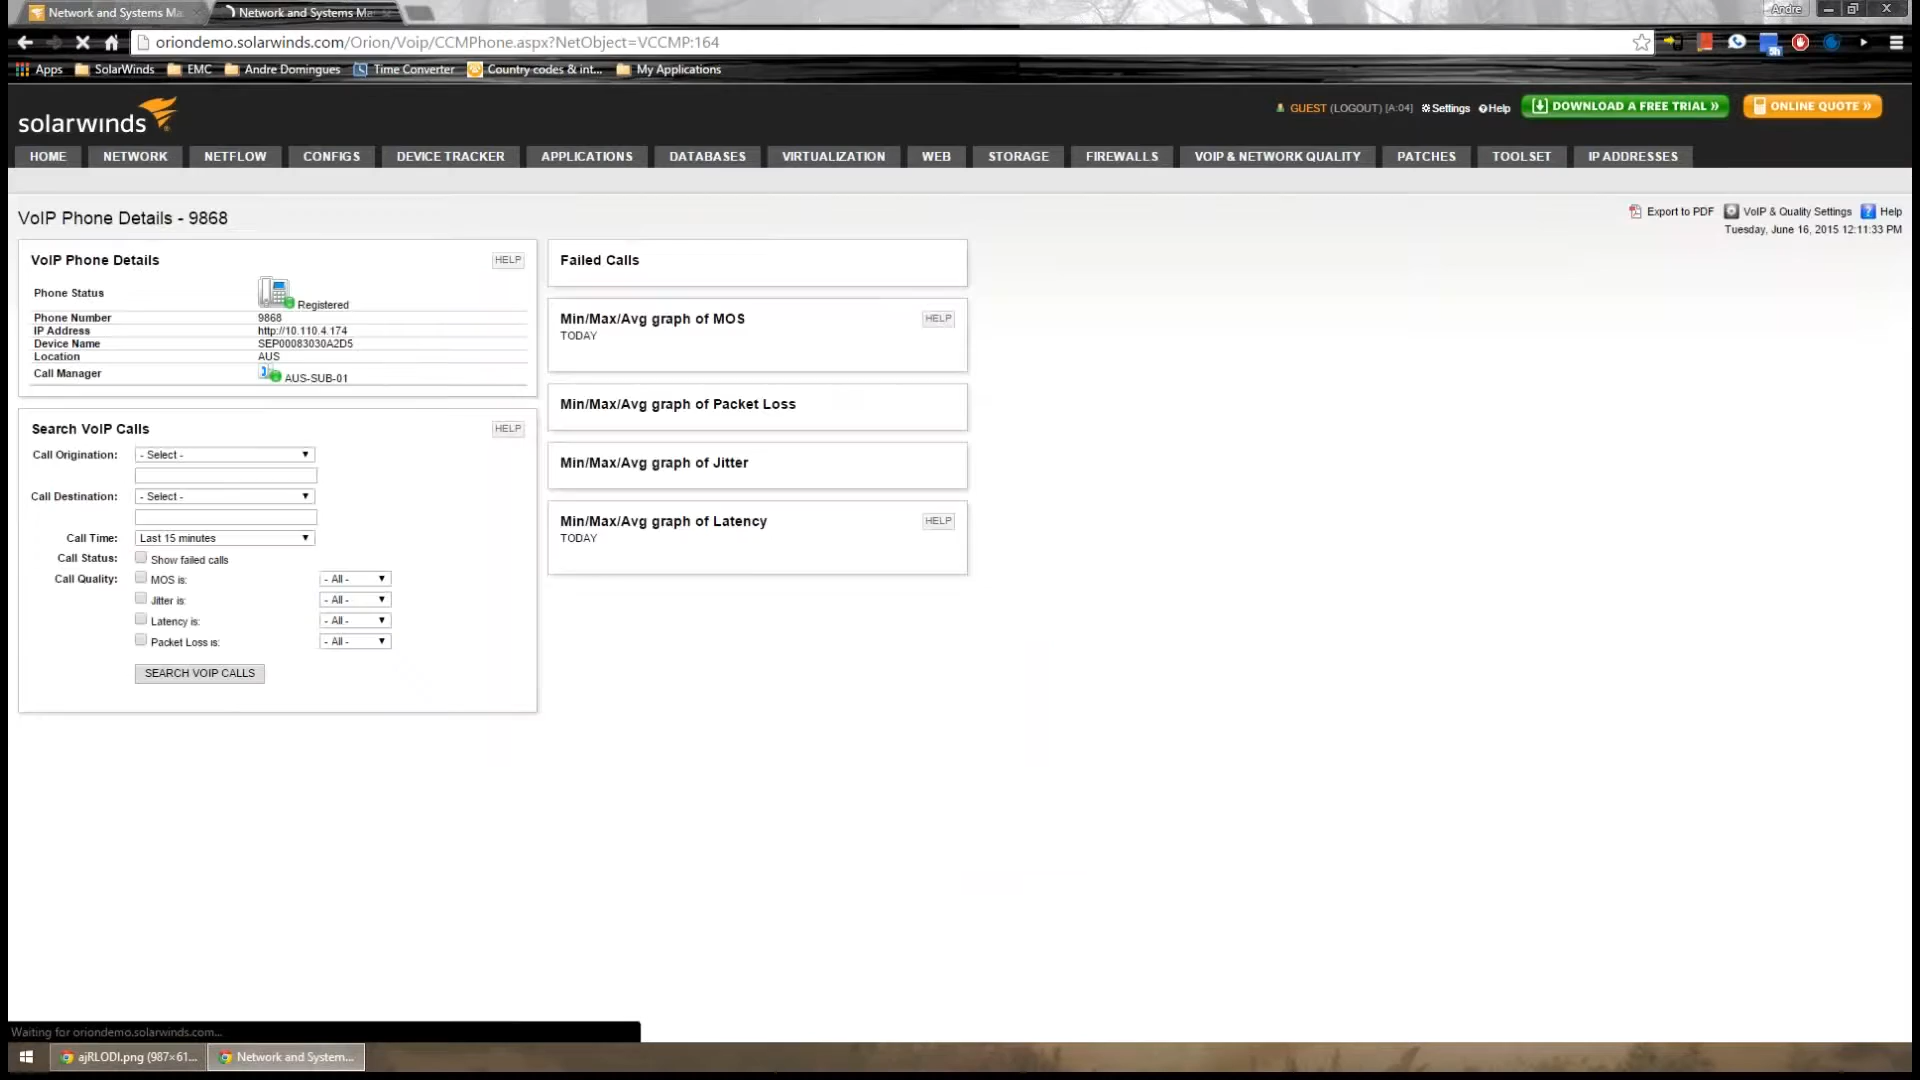 Network and Systems Ma
Network and Systems Ma
Andre
oriondemo.solarwinds.com/Orion/Voip/CCMPhone.aspx?NetObject=VCCMP:164
Apps SolarWinds EMC Andre Domingues Time Converter Country codes & int... My Applications
solarwinds
GUEST (LOGOUT) [A:04] Settings Help DOWNLOAD A FREE TRIAL » ONLINE QUOTE »
HOME NETWORK NETFLOW CONFIGS DEVICE TRACKER APPLICATIONS DATABASES VIRTUALIZATION WEB STORAGE FIREWALLS VOIP & NETWORK QUALITY PATCHES TOOLSET IP ADDRESSES
VoIP Phone Details - 9868
Export to PDF VoIP & Quality Settings Help
Tuesday, June 16, 2015 12:11:33 PM
VoIP Phone Details HELP
Phone Status Registered
Phone Number 9868
IP Address http://10.110.4.174
Device Name SEP00083030A2D5
Location AUS
Call Manager AUS-SUB-01
Search VoIP Calls HELP
Call Origination: - Select -
Call Destination: - Select -
Call Time: Last 15 minutes
Call Status: Show failed calls
Call Quality: MOS is: - All -
Jitter is: - All -
Latency is: - All -
Packet Loss is: - All -
SEARCH VOIP CALLS
Failed Calls
Min/Max/Avg graph of MOS HELP
TODAY
Min/Max/Avg graph of Packet Loss
Min/Max/Avg graph of Jitter
Min/Max/Avg graph of Latency HELP
TODAY
Waiting for oriondemo.solarwinds.com...
ajRLODI.png (987×61... Network and System...